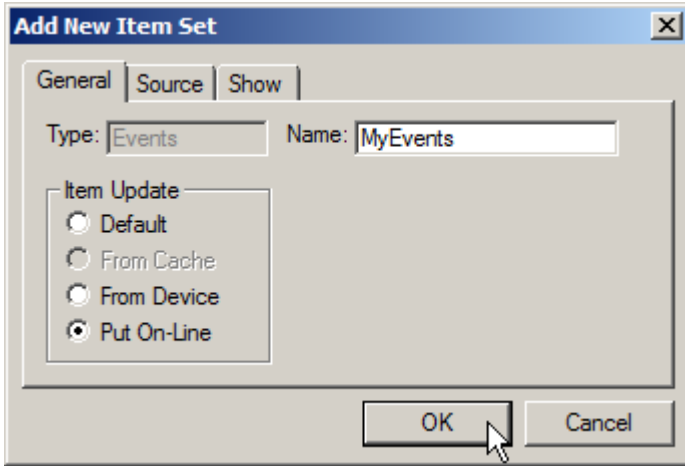 Add New Item Set
General Source Show
Type: Events Name: MyEvents
Item Update
Default
From Cache
From Device
Put On-Line
OK Cancel